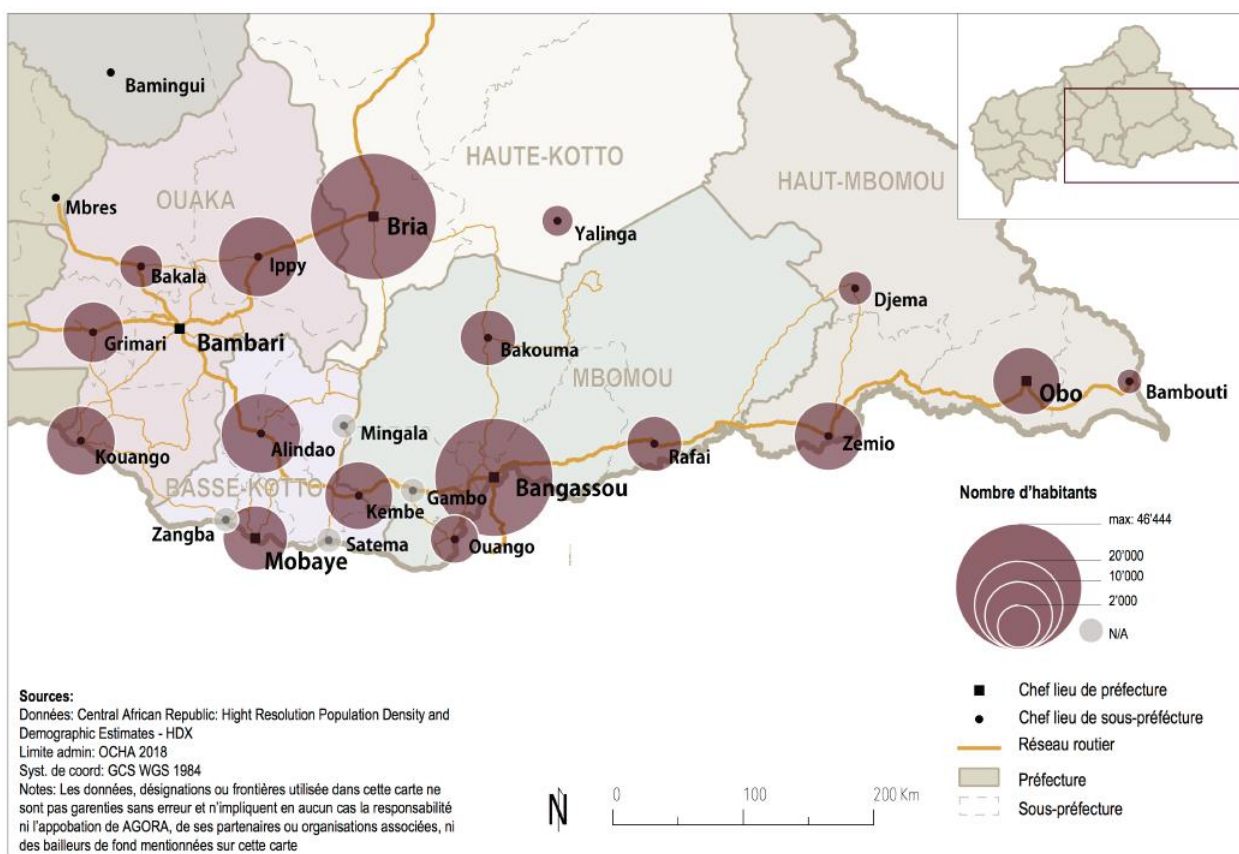 Bamingui
HAUTE-KOTTO
HAUT-MBOMOU
OUAKA
Mbres
Bria
Yalinga
Ippy
Bakala
Djema
Grimari
Bambari
Bakouma
MBOMOU
Obo
Bambouti
Mingala
Alindao
Kouango
Rafai
Zemio
BASSE-KOTTO
Bangassou
Gambo
Kembe
Zangba
Mobaye
Satema
Ouango
Nombre d'habitants
max: 46'444
20'000
10'000
2'000
N/A
Chef lieu de préfecture
Chef lieu de sous-préfécture
Réseau routier
Préfecture
Sous-préfecture
Sources:
Données: Central African Republic: Hight Resolution Population Density and
Demographic Estimates - HDX
Limite admin: OCHA 2018
Syst. de coord: GCS WGS 1984
Notes: Les données, désignations ou frontières utilisée dans cette carte ne
sont pas garenties sans erreur et n'impliquent en aucun cas la responsabilité
ni l'appobation de AGORA, de ses partenaires ou organisations associées, ni
des bailleurs de fond mentionnées sur cette carte
N
0 100 200 Km